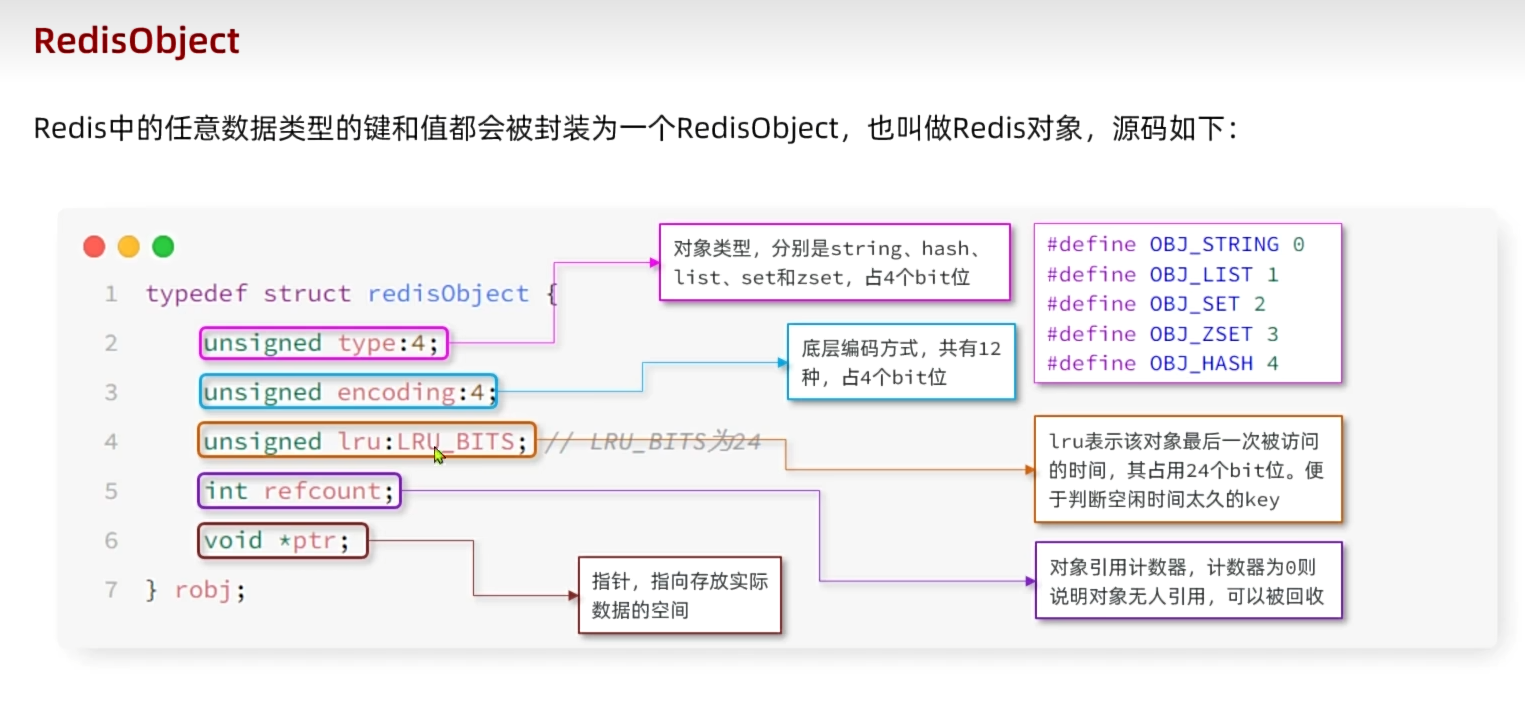 RedisObject
Redis中的任意数据类型的键和值都会被封装为一个RedisObject，也叫做Redis对象，源码如下：
1 typedef struct redisObject {
2 unsigned type:4;
3 unsigned encoding:4;
4 unsigned lru:LRU_BITS; // LRU_BITS为24
5 int refcount;
6 void *ptr;
7 } robj;
对象类型，分别是string、hash、
list、set和zset，占4个bit位
#define OBJ_STRING 0
#define OBJ_LIST 1
#define OBJ_SET 2
#define OBJ_ZSET 3
#define OBJ_HASH 4
底层编码方式，共有12
种，占4个bit位
lru表示该对象最后一次被访问
的时间，其占用24个bit位。便
于判断空闲时间太久的key
对象引用计数器，计数器为0则
说明对象无人引用，可以被回收
指针，指向存放实际
数据的空间